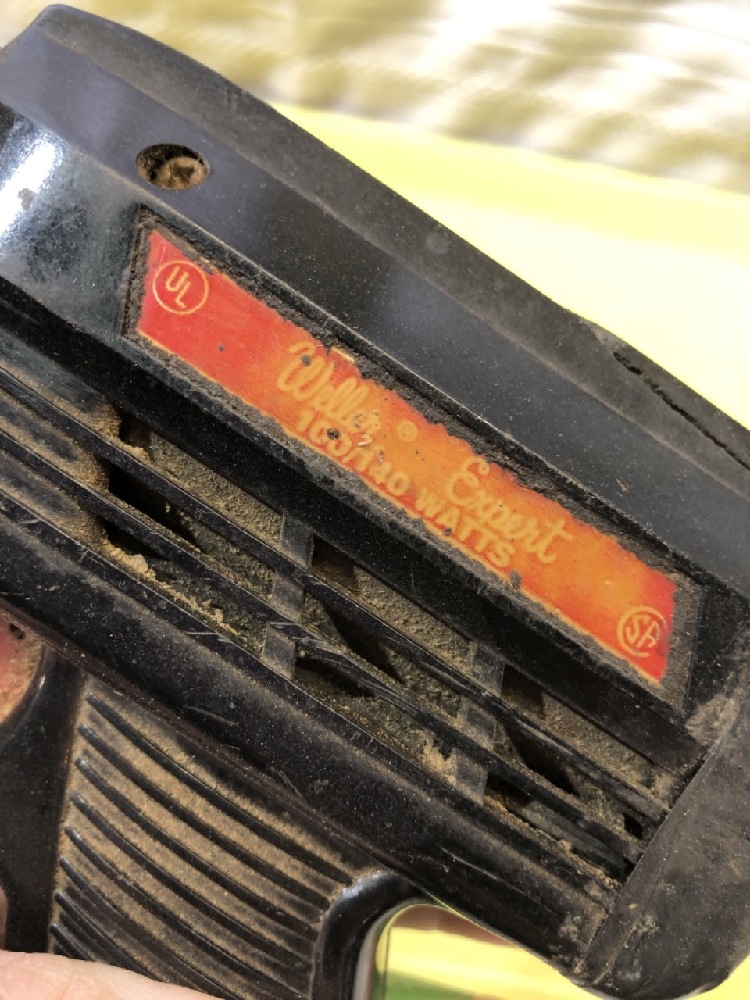 UL
Weller Expert
100/140 WATTS
SA